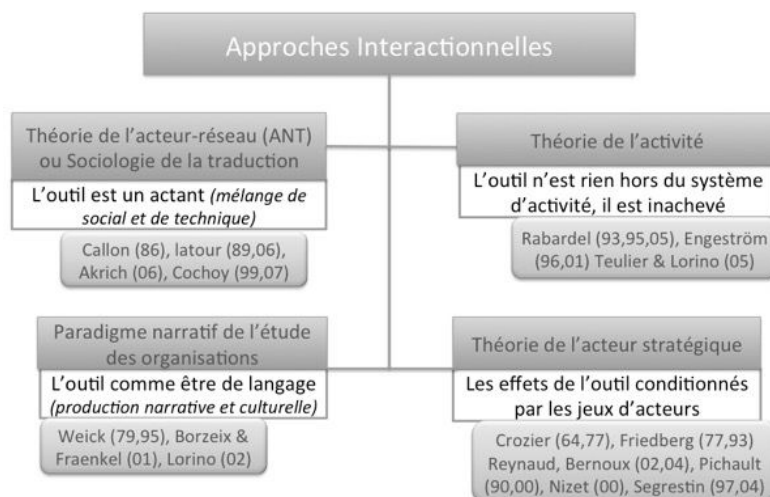 Approches Interactionnelles
Théorie de l'acteur-réseau (ANT)
ou Sociologie de la traduction
L'outil est un actant (mélange de
social et de technique)
Callon (86), latour (89,06),
Akrich (06), Cochoy (99,07)
Théorie de l'activité
L'outil n'est rien hors du système
d'activité, il est inachevé
Rabardel (93,95,05), Engeström
(96,01) Teulier & Lorino (05)
Paradigme narratif de l'étude
des organisations
L'outil comme être de langage
(production narrative et culturelle)
Weick (79,95), Borzeix &
Fraenkel (01), Lorino (02)
Théorie de l'acteur stratégique
Les effets de l'outil conditionnés
par les jeux d'acteurs
Crozier (64,77), Friedberg (77,93)
Reynaud, Bernoux (02,04), Pichault
(90,00), Nizet (00), Segrestin (97,04)